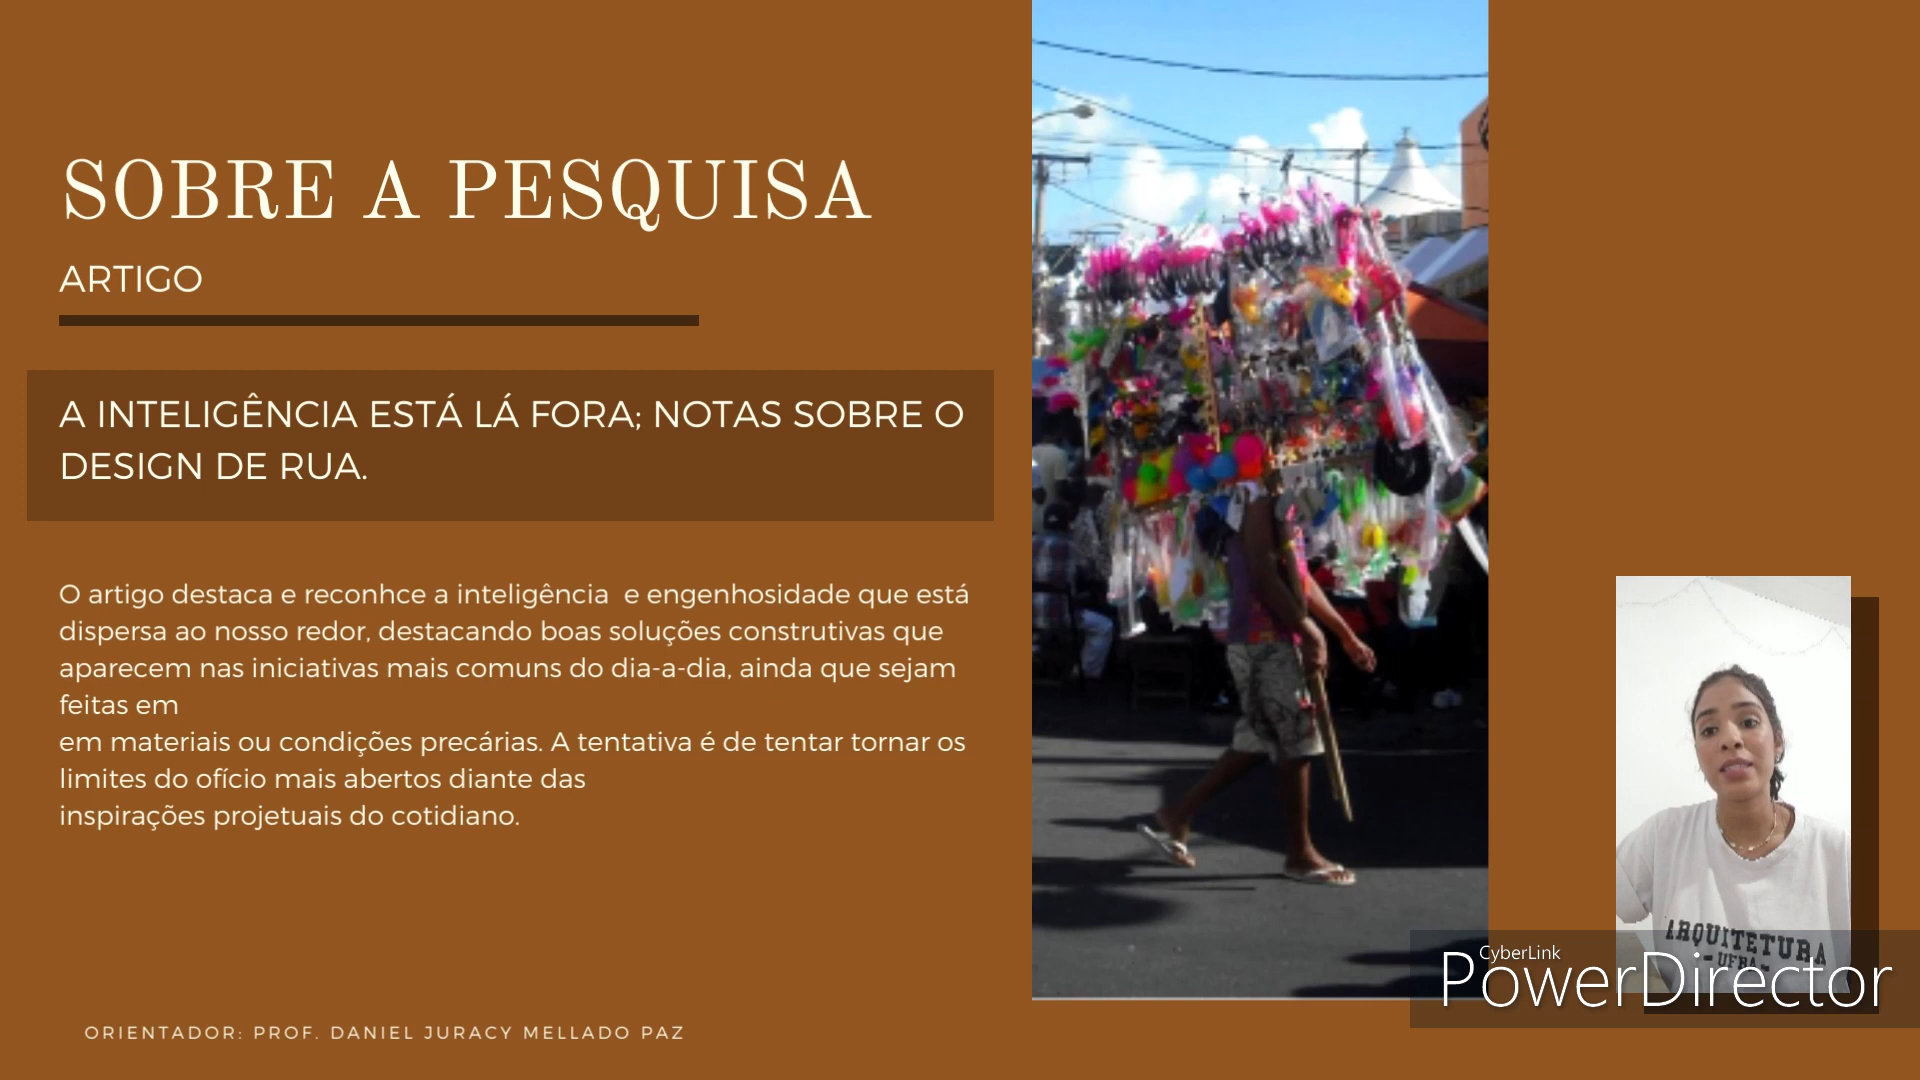 SOBRE A PESQUISA
ARTIGO
A INTELIGÊNCIA ESTÁ LÁ FORA; NOTAS SOBRE O
DESIGN DE RUA.
O artigo destaca e reconhce a inteligência  e engenhosidade que está
dispersa ao nosso redor, destacando boas soluções construtivas que
aparecem nas iniciativas mais comuns do dia-a-dia, ainda que sejam
feitas em
em materiais ou condições precárias. A tentativa é de tentar tornar os
limites do ofício mais abertos diante das
inspirações projetuais do cotidiano.
ORIENTADOR: PROF. DANIEL JURACY MELLADO PAZ
ARQUITETURA
- UFBA -
CyberLink
PowerDirector